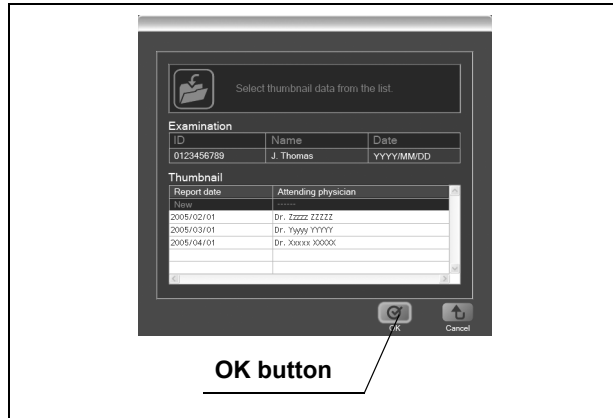 Select thumbnail data from the list.
Examination
ID Name Date
0123456789 J. Thomas YYYY/MM/DD
Thumbnail
Report date Attending physician
New ------
2005/02/01 Dr. Zzzzz ZZZZZ
2005/03/01 Dr. Yyyyy YYYYY
2005/04/01 Dr. Xxxxx XXXXX
OK Cancel
OK button